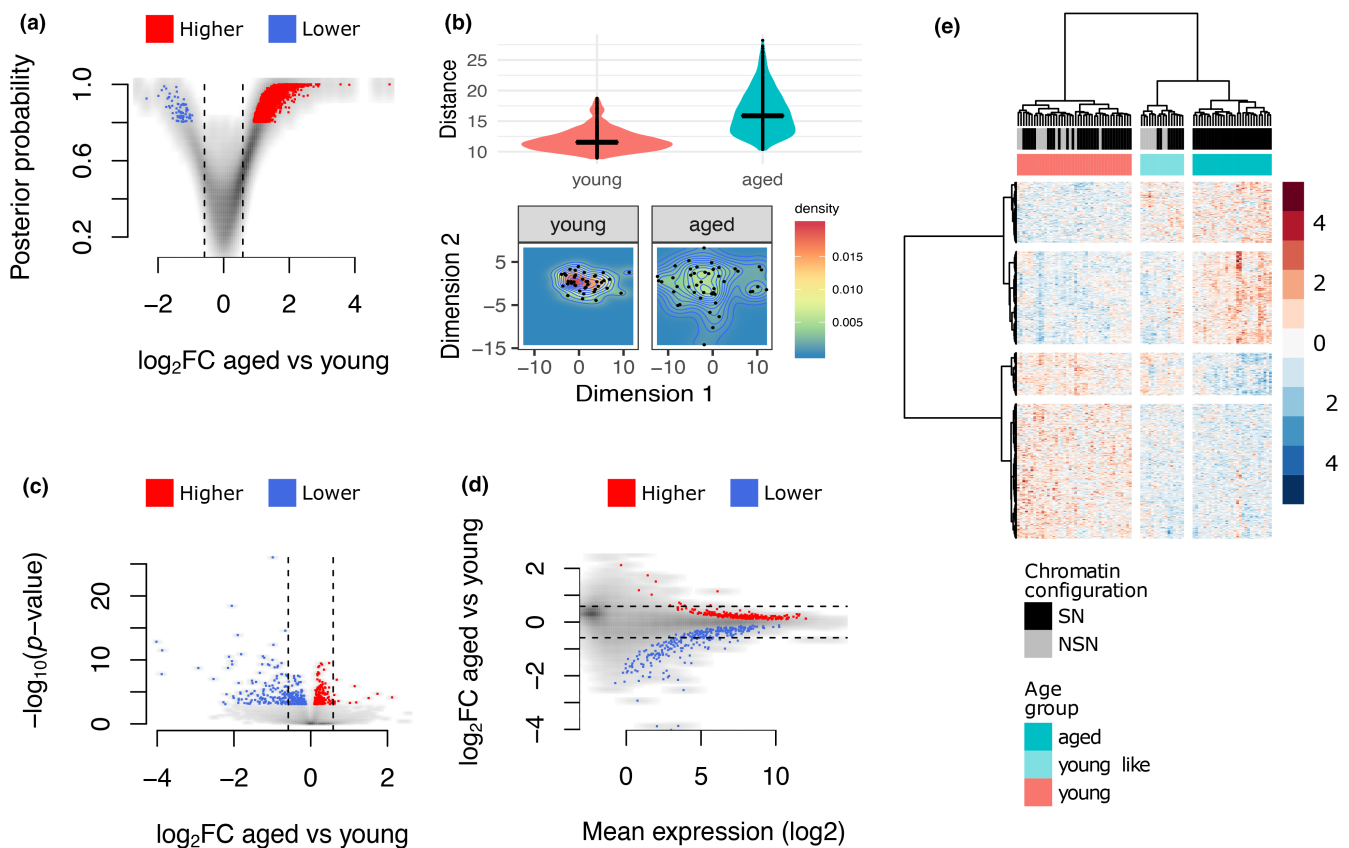 (a)
Higher
Lower
Posterior probability
1.0
0.6
0.2
−2
0
2
4
log2FC aged vs young
(b)
Distance
25
20
15
10
young
aged
young
aged
Dimension 2
5
−5
−15
−10
0
10
−10
0
10
Dimension 1
density
0.015
0.010
0.005
(c)
Higher
Lower
−log10(p−value)
20
10
0
−4
−2
0
2
log2FC aged vs young
(d)
Higher
Lower
log2FC aged vs young
2
0
−2
−4
0
5
10
Mean expression (log2)
(e)
4
2
0
2
4
Chromatin
configuration
SN
NSN
Age
group
aged
young like
young